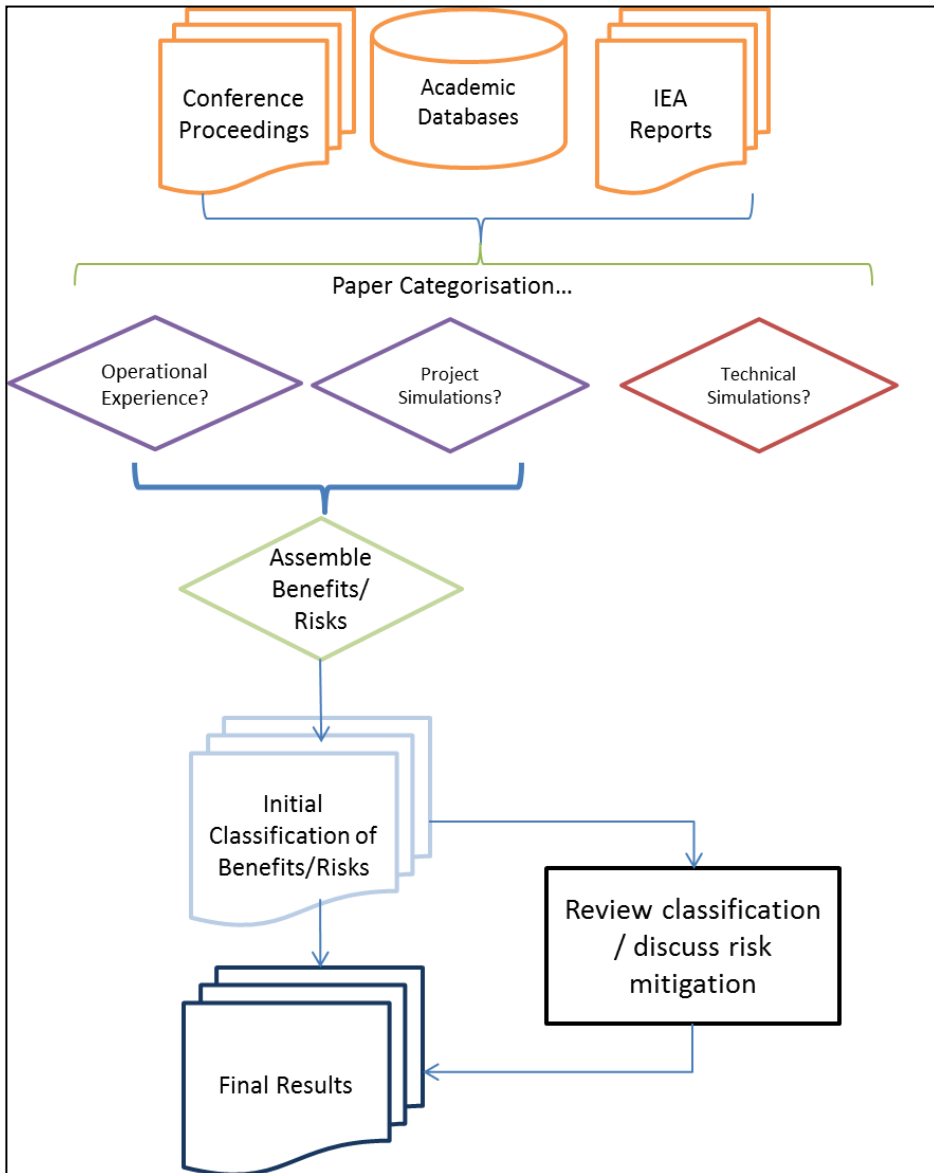 Conference
Proceedings
Academic
Databases
IEA
Reports
Paper Categorisation...
Operational
Experience?
Project
Simulations?
Technical
Simulations?
Assemble
Benefits/
Risks
Initial
Classification of
Benefits/Risks
Review classification
/ discuss risk
mitigation
Final Results